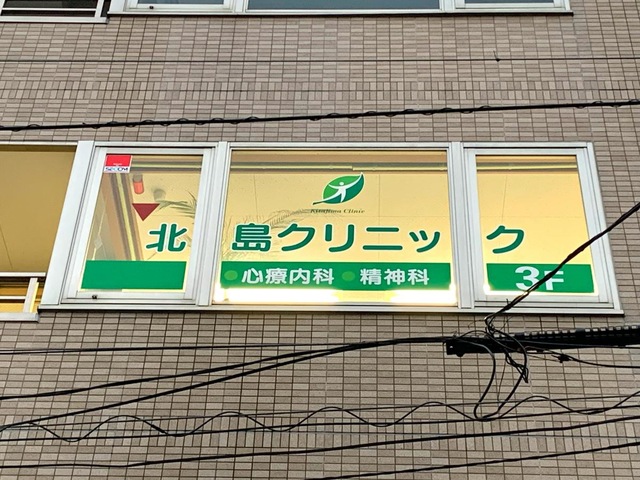 SECOM
Kitajima Clinic
北島クリニック
心療内科 精神科
3F